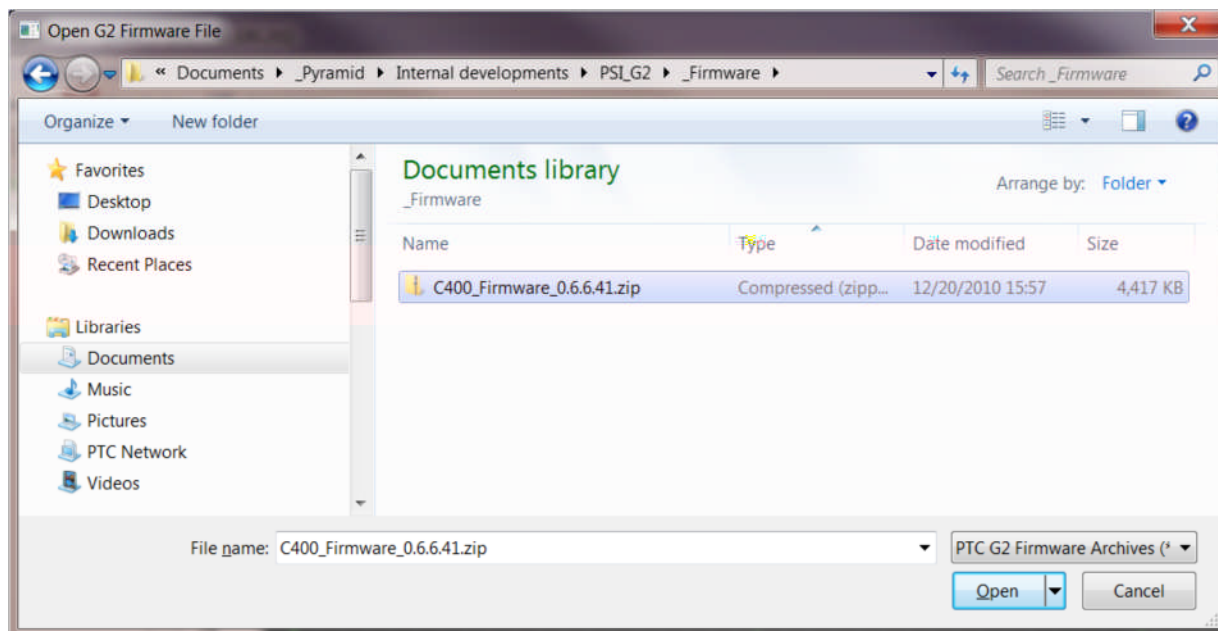 Open G2 Firmware File
« Documents ▸ _Pyramid ▸ Internal developments ▸ PSI_G2 ▸ _Firmware ▸ Search _Firmware
Organize New folder
Favorites
Desktop
Downloads
Recent Places
Libraries
Documents
Music
Pictures
PTC Network
Videos
Documents library
_Firmware
Arrange by: Folder
Name Type Date modified Size
C400_Firmware_0.6.6.41.zip Compressed (zipp... 12/20/2010 15:57 4,417 KB
File name: C400_Firmware_0.6.6.41.zip PTC G2 Firmware Archives (*
Open Cancel